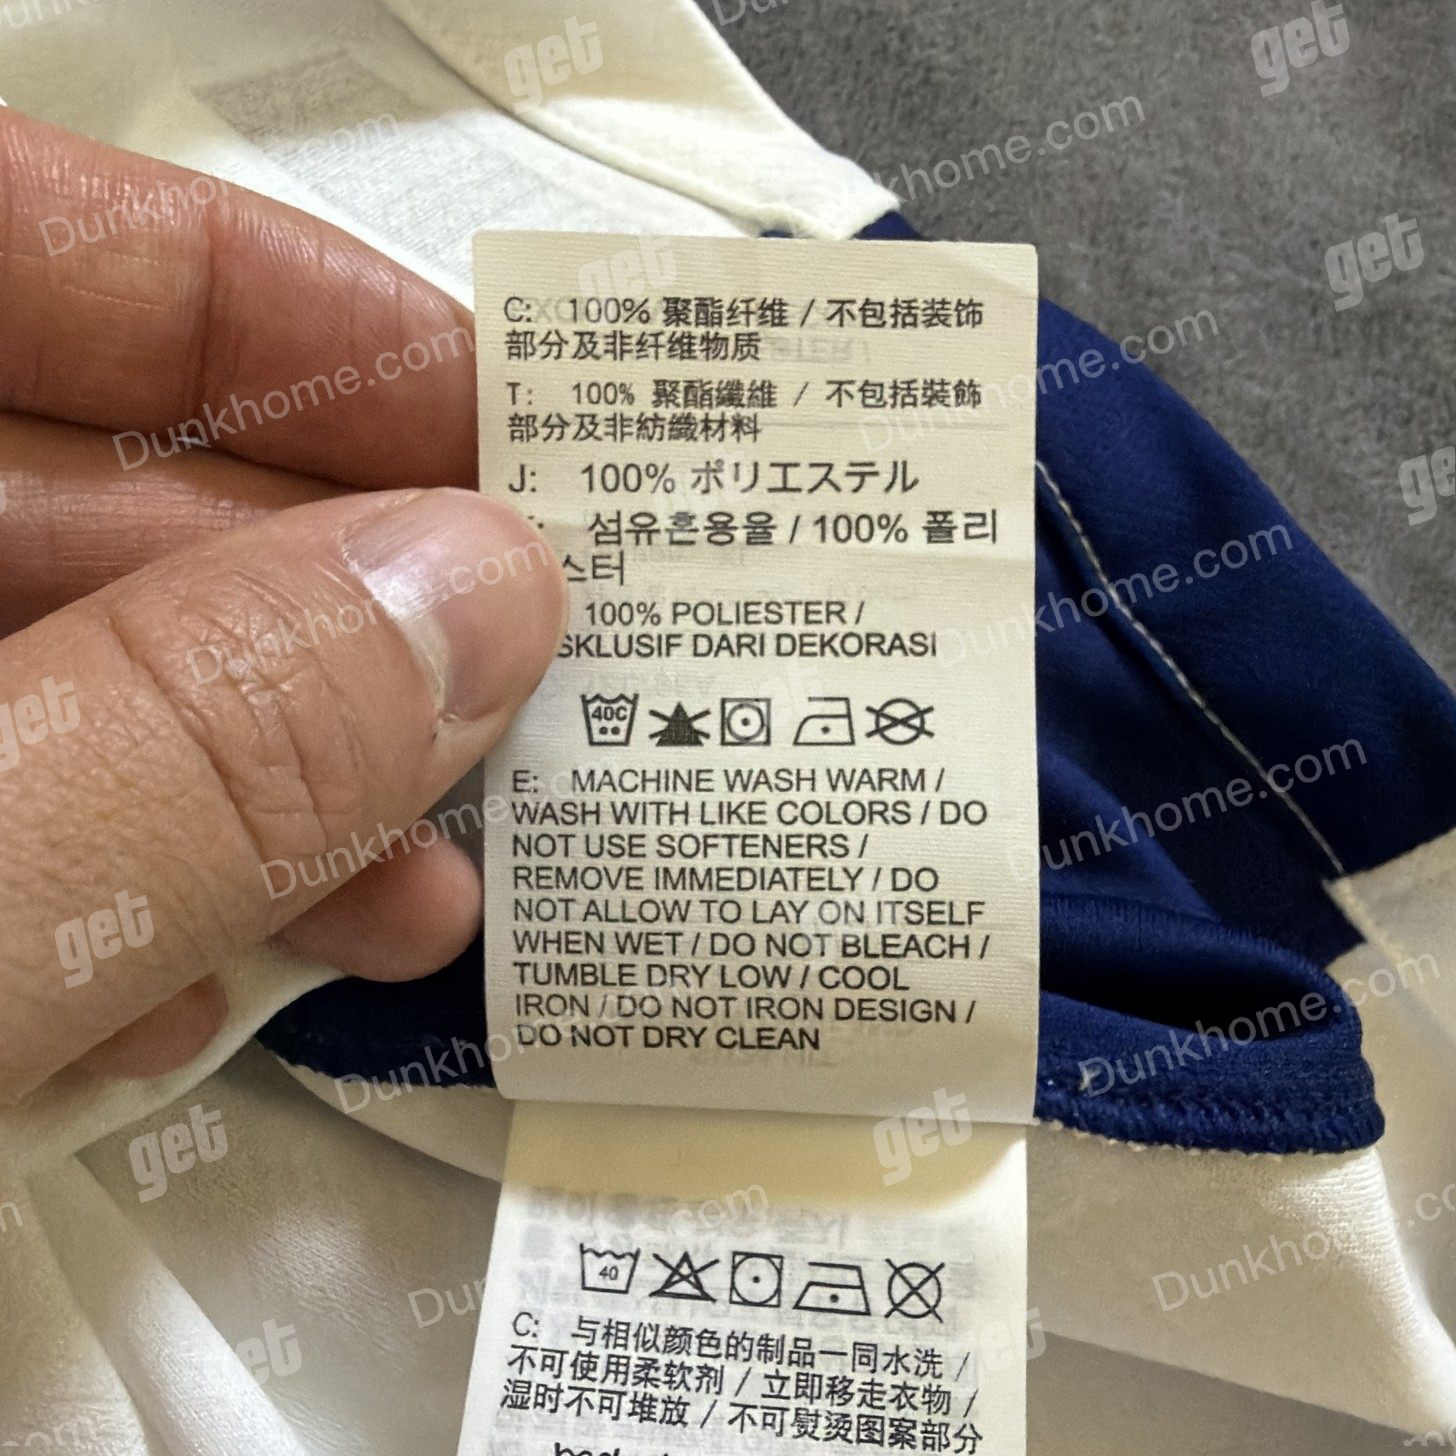 C: 100% 聚酯纤维 / 不包括装饰
部分及非纤维物质
T: 100% 聚酯纖維 / 不包括裝飾
部分及非紡織材料
J: 100% ポリエステル
섬유혼용율 / 100% 폴리
스터
100% POLIESTER /
SKLUSIF DARI DEKORASI
40C
E: MACHINE WASH WARM /
WASH WITH LIKE COLORS / DO
NOT USE SOFTENERS /
REMOVE IMMEDIATELY / DO
NOT ALLOW TO LAY ON ITSELF
WHEN WET / DO NOT BLEACH /
TUMBLE DRY LOW / COOL
IRON / DO NOT IRON DESIGN /
DO NOT DRY CLEAN
40
C: 与相似颜色的制品一同水洗 /
不可使用柔软剂 / 立即移走衣物 /
湿时不可堆放 / 不可熨烫图案部分
get
Dunkhome.com